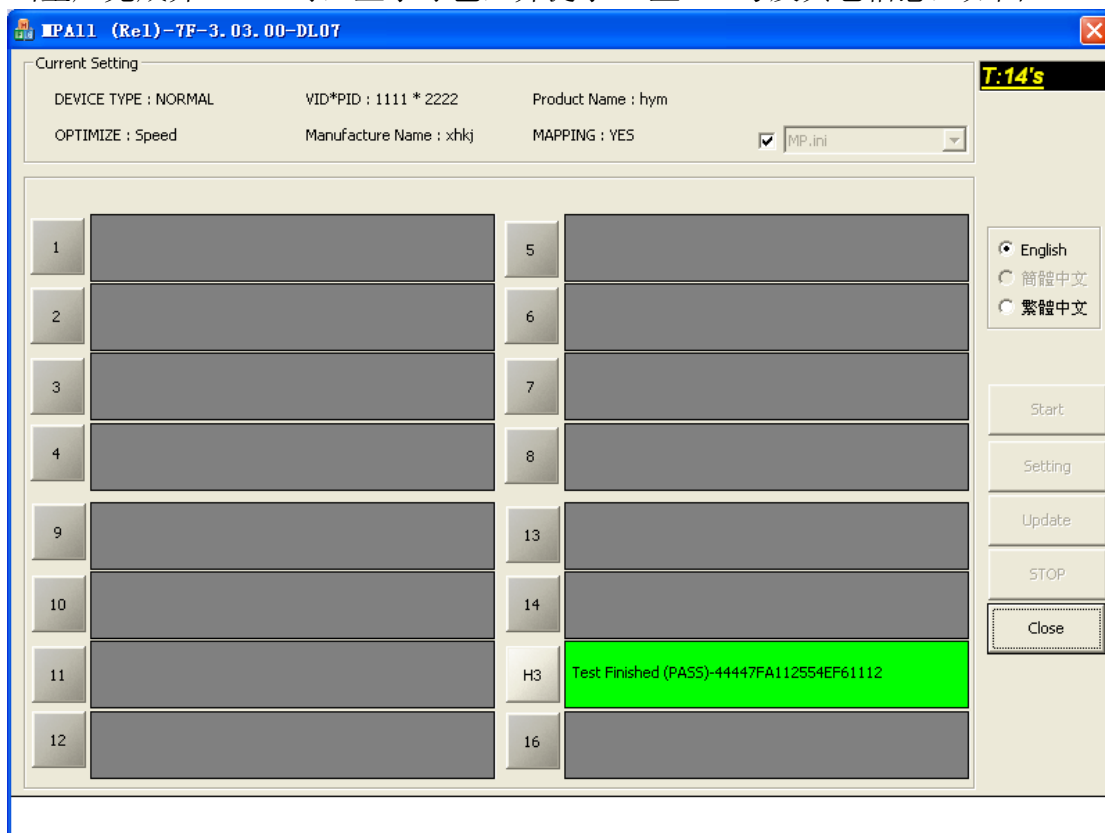 MPAll (Rel)-7F-3.03.00-DL07
Current Setting
DEVICE TYPE : NORMAL VID*PID : 1111 * 2222 Product Name : hym
OPTIMIZE : Speed Manufacture Name : xhkj MAPPING : YES MP.ini
T:14's
1
5
2
6
3
7
4
8
9
13
10
14
11
H3 Test Finished (PASS)-44447FA112554EF61112
12
16
English
簡體中文
繁體中文
Start
Setting
Update
STOP
Close